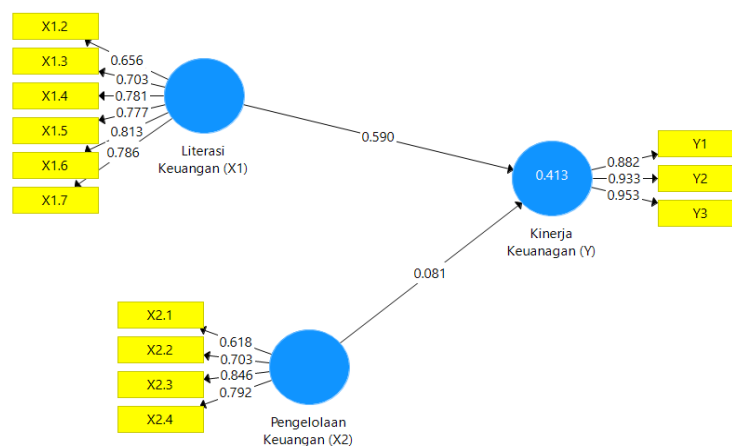 X1.2
X1.3
X1.4
X1.5
X1.6
X1.7
0.656
0.703
0.781
0.777
0.813
0.786
Literasi
Keuangan (X1)
0.590
0.413
Kinerja
Keuanagan (Y)
0.882
0.933
0.953
Y1
Y2
Y3
0.081
X2.1
X2.2
X2.3
X2.4
0.618
0.703
0.846
0.792
Pengelolaan
Keuangan (X2)